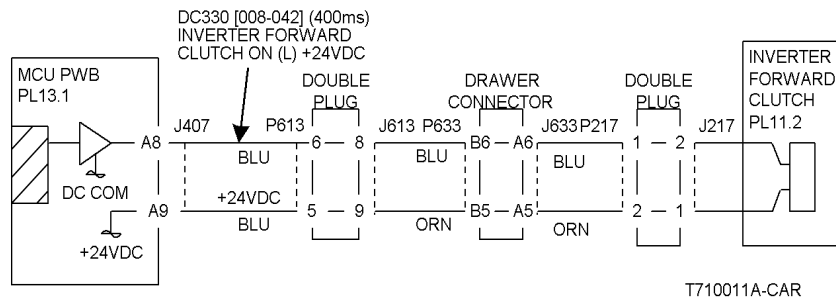 DC330 [008-042] (400ms)
INVERTER FORWARD
CLUTCH ON (L) +24VDC
MCU PWB
PL13.1
DOUBLE
PLUG
DRAWER
CONNECTOR
DOUBLE
PLUG
INVERTER
FORWARD
CLUTCH
PL11.2
A8 J407 P613 6 8 J613 P633 B6 A6 J633 P217 1 2 J217
BLU BLU BLU
DC COM
+24VDC
A9 5 9 B5 A5 2 1
BLU ORN ORN
+24VDC
T710011A-CAR